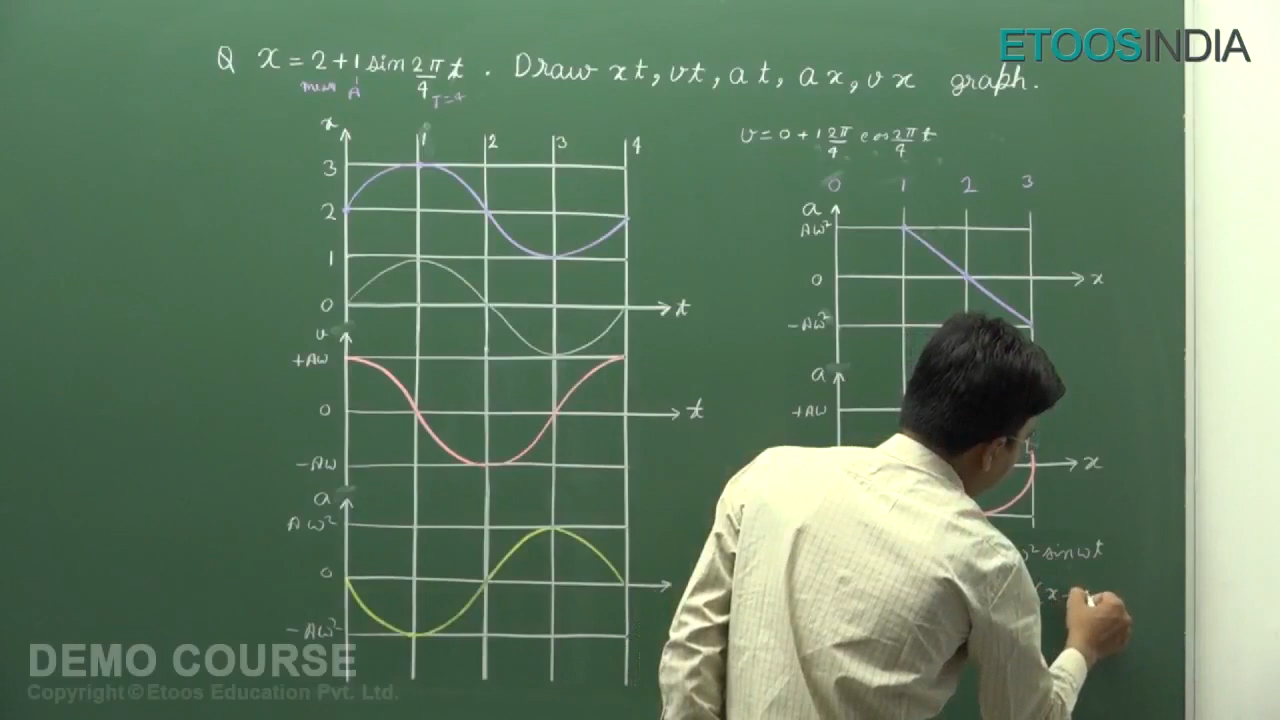 ETOOSINDIA
Q x = 2 + 1 sin 2π/4 t . Draw xt, vt, at, ax, vx graph.
mean A T=4
v = 0 + 1 2π/4 cos 2π/4 t
x
1 2 3 4
3
2
1
0 t
v
+Aω
0 t
-Aω
a
Aω²
0
-Aω²
0 1 2 3
a
Aω²
0 x
-Aω²
a
+Aω
x
ω² sinωt
(x-
DEMO COURSE
Copyright © Etoos Education Pvt. Ltd.